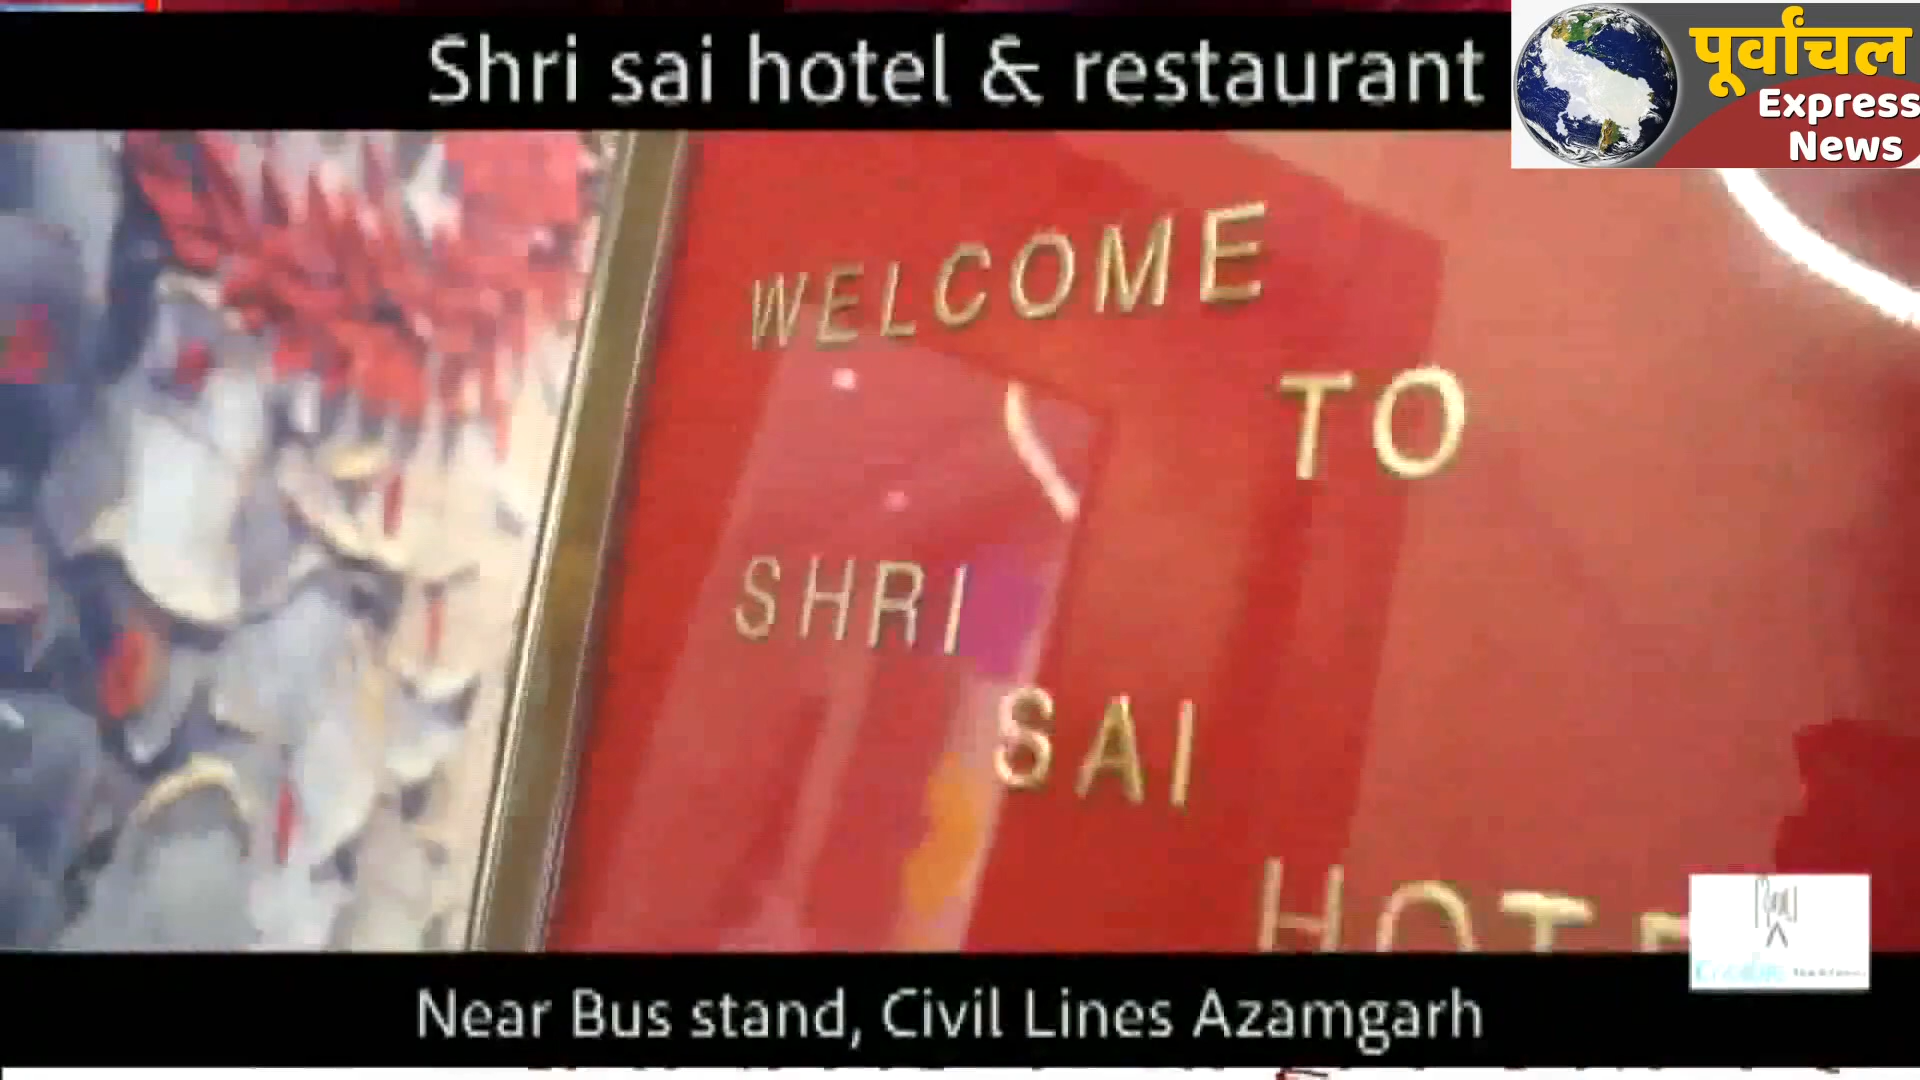 Shri sai hotel & restaurant
पूर्वांचल
Express
News
WELCOME
TO
SHRI
SAI
Near Bus stand, Civil Lines Azamgarh